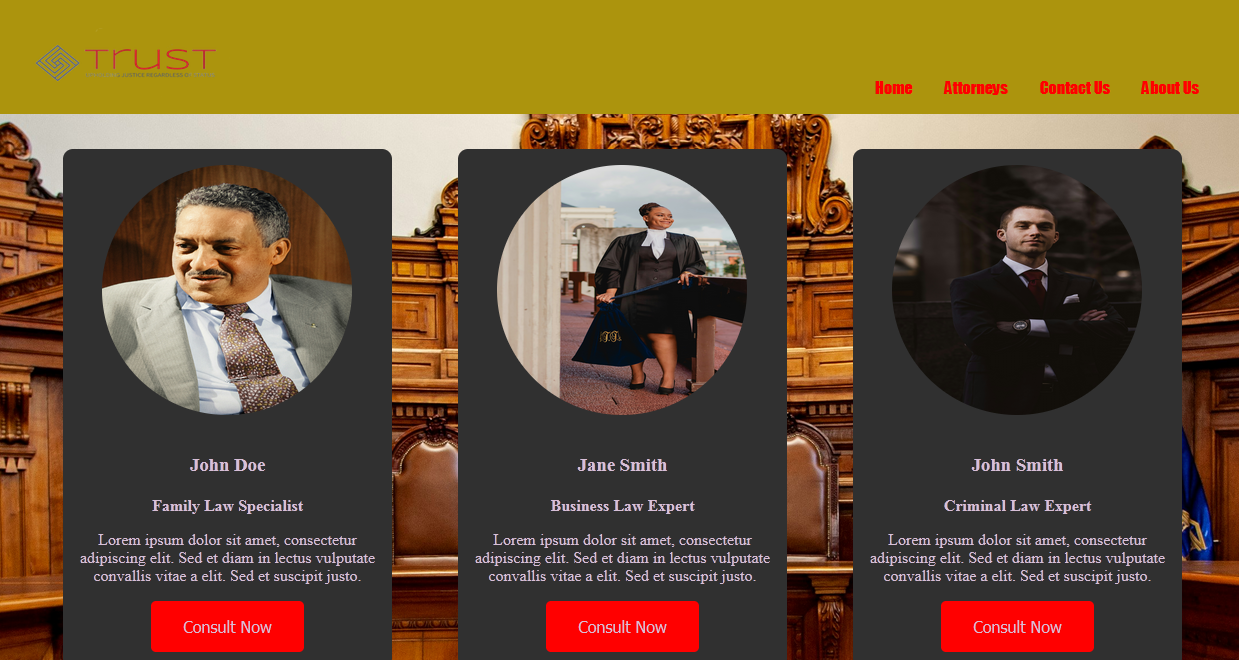 Trust
& JUSTICE REGARDLESS
Home Attorneys Contact Us About Us
John Doe
Family Law Specialist
Lorem ipsum dolor sit amet, consectetur
adipiscing elit. Sed et diam in lectus vulputate
convallis vitae a elit. Sed et suscipit justo.
Consult Now
Jane Smith
Business Law Expert
Lorem ipsum dolor sit amet, consectetur
adipiscing elit. Sed et diam in lectus vulputate
convallis vitae a elit. Sed et suscipit justo.
Consult Now
John Smith
Criminal Law Expert
Lorem ipsum dolor sit amet, consectetur
adipiscing elit. Sed et diam in lectus vulputate
convallis vitae a elit. Sed et suscipit justo.
Consult Now